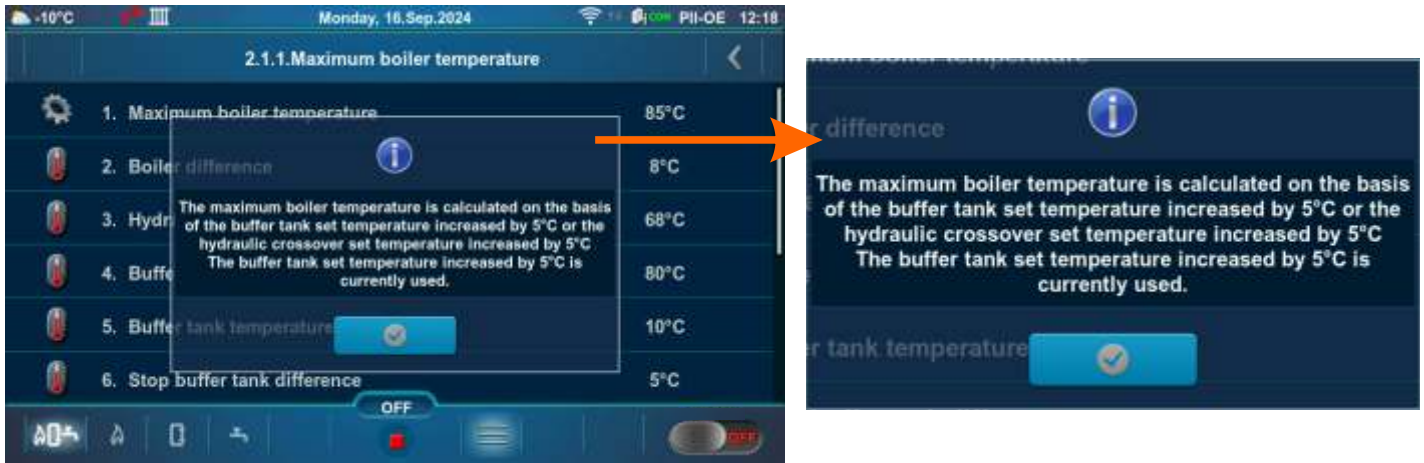 -10°C Monday, 16.Sep.2024 CON PII-OE 12:18
2.1.1.Maximum boiler temperature
1. Maximum boiler temperature 85°C
2. Boiler difference 8°C
3. Hydr 68°C
4. Buffe 80°C
5. Buffer tank temperature 10°C
6. Stop buffer tank difference 5°C
The maximum boiler temperature is calculated on the basis
of the buffer tank set temperature increased by 5°C or the
hydraulic crossover set temperature increased by 5°C
The buffer tank set temperature increased by 5°C is
currently used.
OFF
OFF
um boiler temperature
r difference
The maximum boiler temperature is calculated on the basis
of the buffer tank set temperature increased by 5°C or the
hydraulic crossover set temperature increased by 5°C
The buffer tank set temperature increased by 5°C is
currently used.
r tank temperature